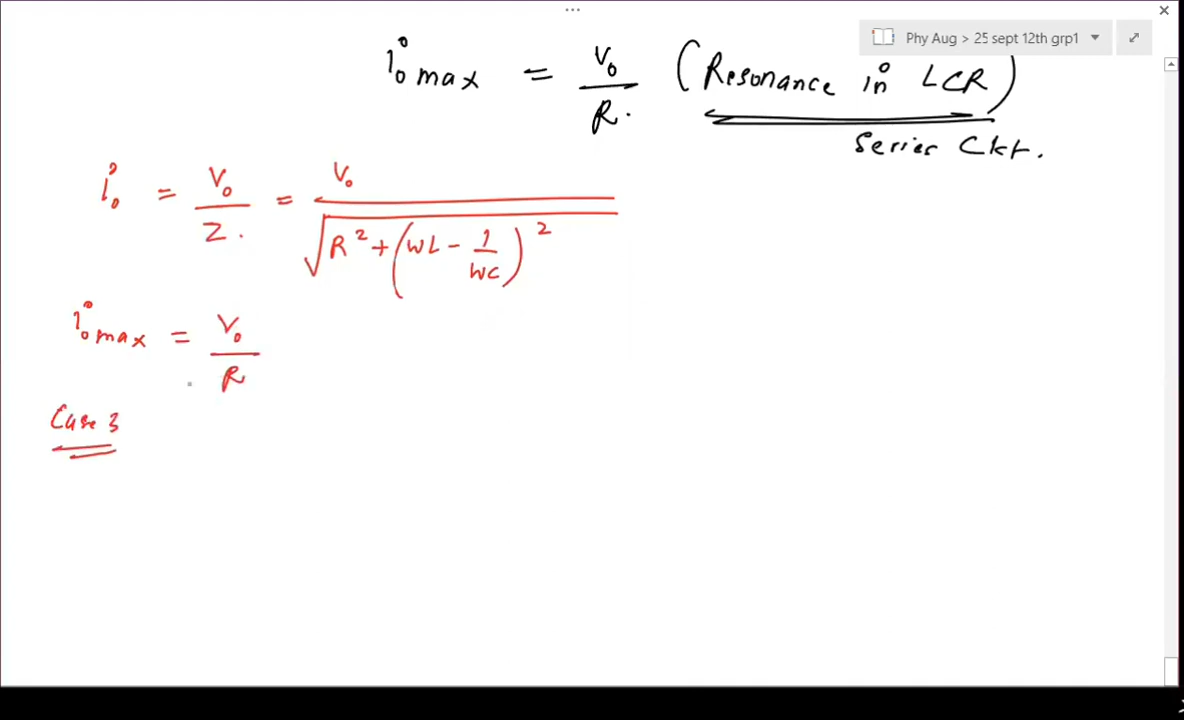 Phy Aug > 25 sept 12th grp1
i₀ max = V₀ / R. (Resonance in LCR)
Series Ckt.
i₀ = V₀ / Z. = V₀ / √R² + (WL - 1 / WC)²
i₀ max = V₀ / R
Case 3